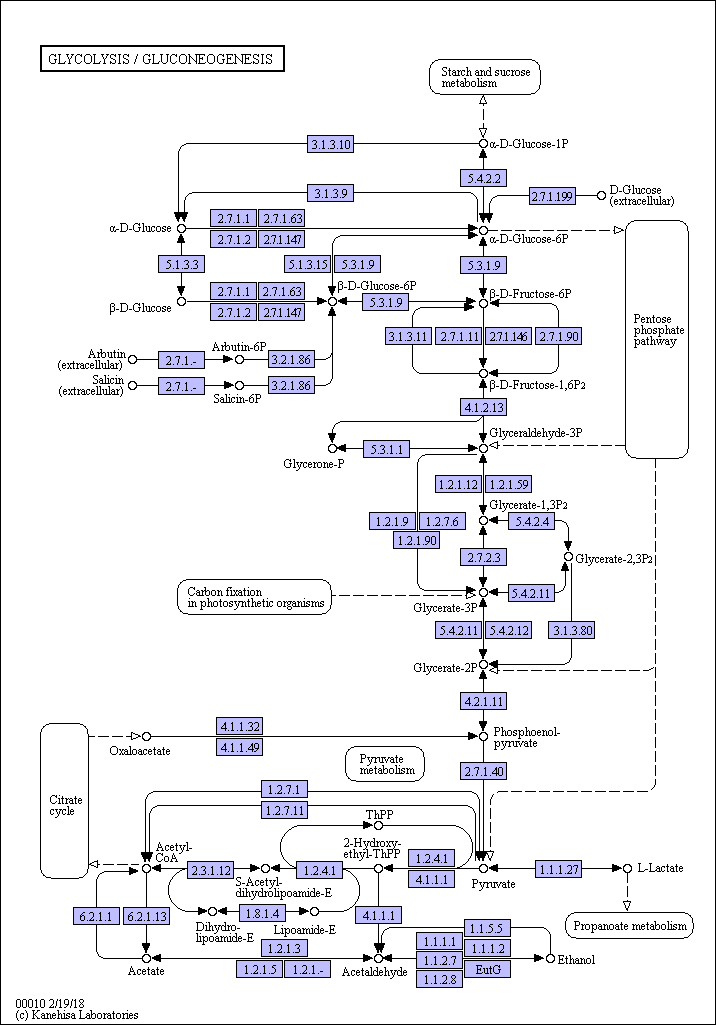 GLYCOLYSIS / GLUCONEOGENESIS
Starch and sucrose
metabolism
3.1.3.10
α-D-Glucose-1P
5.4.2.2
3.1.3.9
2.7.1.199
D-Glucose
(extracellular)
α-D-Glucose
2.7.1.1
2.7.1.63
2.7.1.2
2.7.1.147
α-D-Glucose-6P
5.1.3.3
5.1.3.15
5.3.1.9
5.3.1.9
β-D-Glucose
2.7.1.1
2.7.1.63
2.7.1.2
2.7.1.147
β-D-Glucose-6P
5.3.1.9
β-D-Fructose-6P
Pentose
phosphate
pathway
3.1.3.11
2.7.1.11
2.7.1.146
2.7.1.90
Arbutin
(extracellular)
2.7.1.-
Arbutin-6P
3.2.1.86
Salicin
(extracellular)
2.7.1.-
Salicin-6P
3.2.1.86
β-D-Fructose-1,6P2
4.1.2.13
Glyceraldehyde-3P
Glycerone-P
5.3.1.1
1.2.1.12
1.2.1.59
Glycerate-1,3P2
1.2.1.9
1.2.7.6
1.2.1.90
5.4.2.4
2.7.2.3
Glycerate-2,3P2
Carbon fixation
in photosynthetic organisms
Glycerate-3P
5.4.2.11
5.4.2.11
5.4.2.12
3.1.3.80
Glycerate-2P
4.2.1.11
Oxaloacetate
4.1.1.32
4.1.1.49
Phosphoenol-
pyruvate
Citrate
cycle
Pyruvate
metabolism
2.7.1.40
1.2.7.1
1.2.7.11
ThPP
Acetyl-
CoA
2.3.1.12
S-Acetyl-
dihydrolipoamide-E
1.2.4.1
2-Hydroxy-
ethyl-ThPP
1.2.4.1
4.1.1.1
Pyruvate
1.1.1.27
L-Lactate
6.2.1.1
6.2.1.13
Dihydro-
lipoamide-E
1.8.1.4
Lipoamide-E
4.1.1.1
Propanoate metabolism
1.1.5.5
1.1.1.1
1.1.1.2
1.1.2.7
EutG
1.1.2.8
Ethanol
Acetate
1.2.1.3
1.2.1.5
1.2.1.-
Acetaldehyde
00010 2/19/18
(c) Kanehisa Laboratories